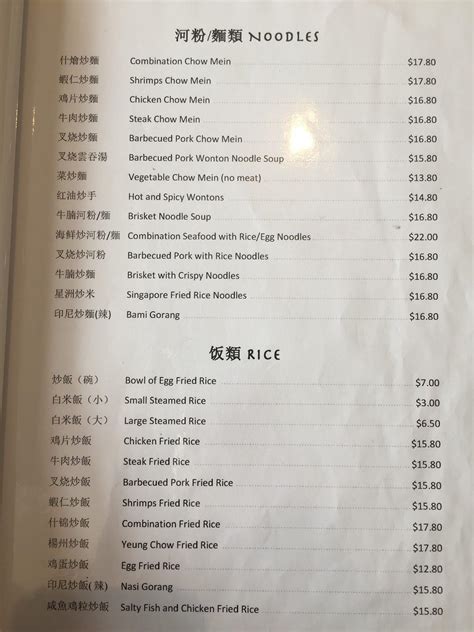 河粉/麵類 NOODLES
什燴炒麵 Combination Chow Mein $17.80
蝦仁炒麵 Shrimps Chow Mein $17.80
鸡片炒麵 Chicken Chow Mein $16.80
牛肉炒麵 Steak Chow Mein $16.80
叉烧炒麵 Barbecued Pork Chow Mein $16.80
叉烧雲吞湯 Barbecued Pork Wonton Noodle Soup $15.80
菜炒麵 Vegetable Chow Mein (no meat) $13.80
红油炒手 Hot and Spicy Wontons $14.80
牛腩河粉/麵 Brisket Noodle Soup $16.80
海鲜炒河粉/麵 Combination Seafood with Rice/Egg Noodles $22.00
叉烧炒河粉 Barbecued Pork with Rice Noodles $16.80
牛腩炒麵 Brisket with Crispy Noodles $16.80
星洲炒米 Singapore Fried Rice Noodles $16.80
印尼炒麵(辣) Bami Gorang $16.80
饭類 RICE
炒飯（碗） Bowl of Egg Fried Rice $7.00
白米飯（小） Small Steamed Rice $3.00
白米飯（大） Large Steamed Rice $6.50
鸡片炒飯 Chicken Fried Rice $15.80
牛肉炒飯 Steak Fried Rice $15.80
叉烧炒飯 Barbecued Pork Fried Rice $15.80
蝦仁炒飯 Shrimps Fried Rice $17.80
什锦炒飯 Combination Fried Rice $17.80
楊州炒飯 Yeung Chow Fried Rice $17.80
鸡蛋炒飯 Egg Fried Rice $12.80
印尼炒飯(辣) Nasi Gorang $15.80
咸魚鸡粒炒飯 Salty Fish and Chicken Fried Rice $15.80